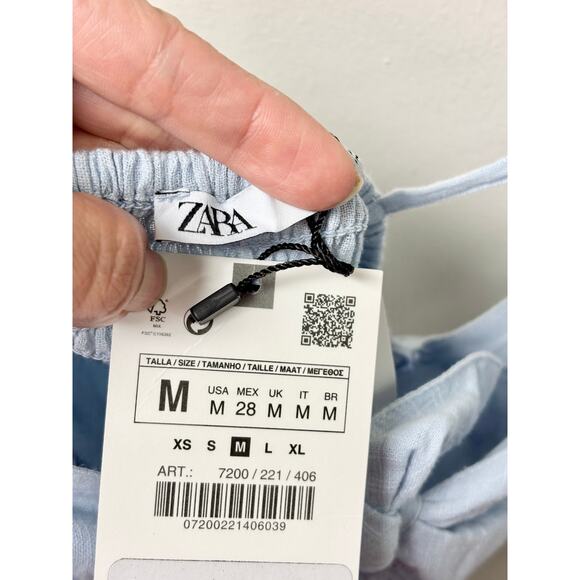 ZARA
FSC
MIX
TALLA / SIZE / TAMANHO / TAILLE / MAAT / ΜΕΓΕΘΟΣ
M
USA MEX UK IT BR
M 28 M M M
XS S M L XL
ART.: 7200 / 221 / 406
07200221406039